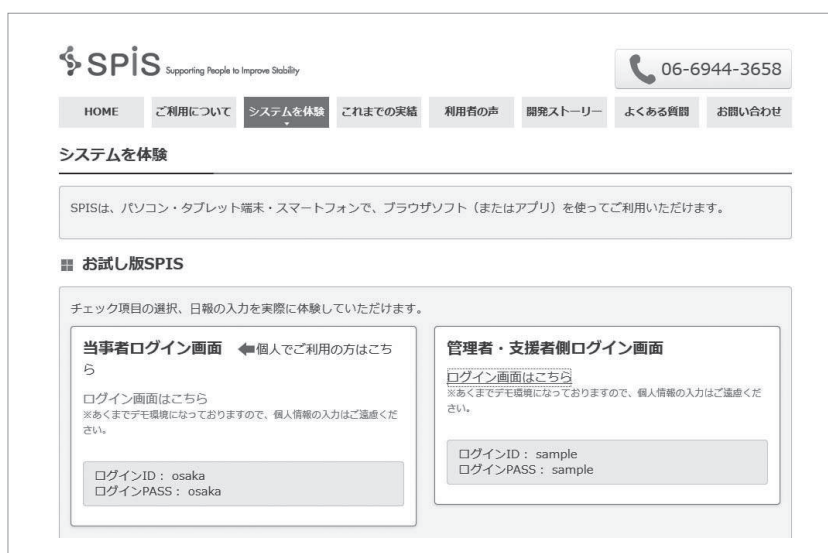 SPiS Supporting People to Improve Stability
06-6944-3658
HOME ご利用について システムを体験 これまでの実績 利用者の声 開発ストーリー よくある質問 お問い合わせ
システムを体験
SPISは、パソコン・タブレット端末・スマートフォンで、ブラウザソフト（またはアプリ）を使ってご利用いただけます。
お試し版SPIS
チェック項目の選択、日報の入力を実際に体験していただけます。
当事者ログイン画面 ←個人でご利用の方はこち
ら
ログイン画面はこちら
※あくまでデモ環境になっておりますので、個人情報の入力はご遠慮くだ
さい。
ログインID： osaka
ログインPASS： osaka
管理者・支援者側ログイン画面
ログイン画面はこちら
※あくまでデモ環境になっておりますので、個人情報の入力はご遠慮くだ
さい。
ログインID： sample
ログインPASS： sample